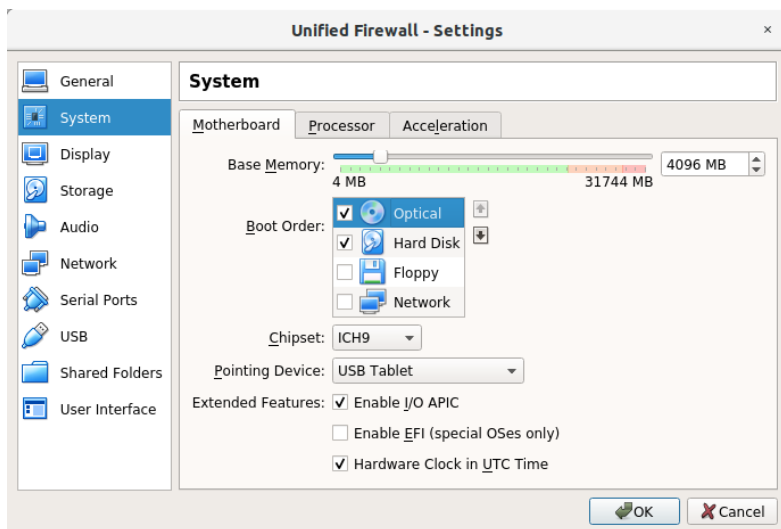 Unified Firewall - Settings
General
System
Display
Storage
Audio
Network
Serial Ports
USB
Shared Folders
User Interface
System
Motherboard Processor Acceleration
Base Memory: 4096 MB
4 MB 31744 MB
Boot Order:
Optical
Hard Disk
Floppy
Network
Chipset: ICH9
Pointing Device: USB Tablet
Extended Features: Enable I/O APIC
Enable EFI (special OSes only)
Hardware Clock in UTC Time
OK Cancel